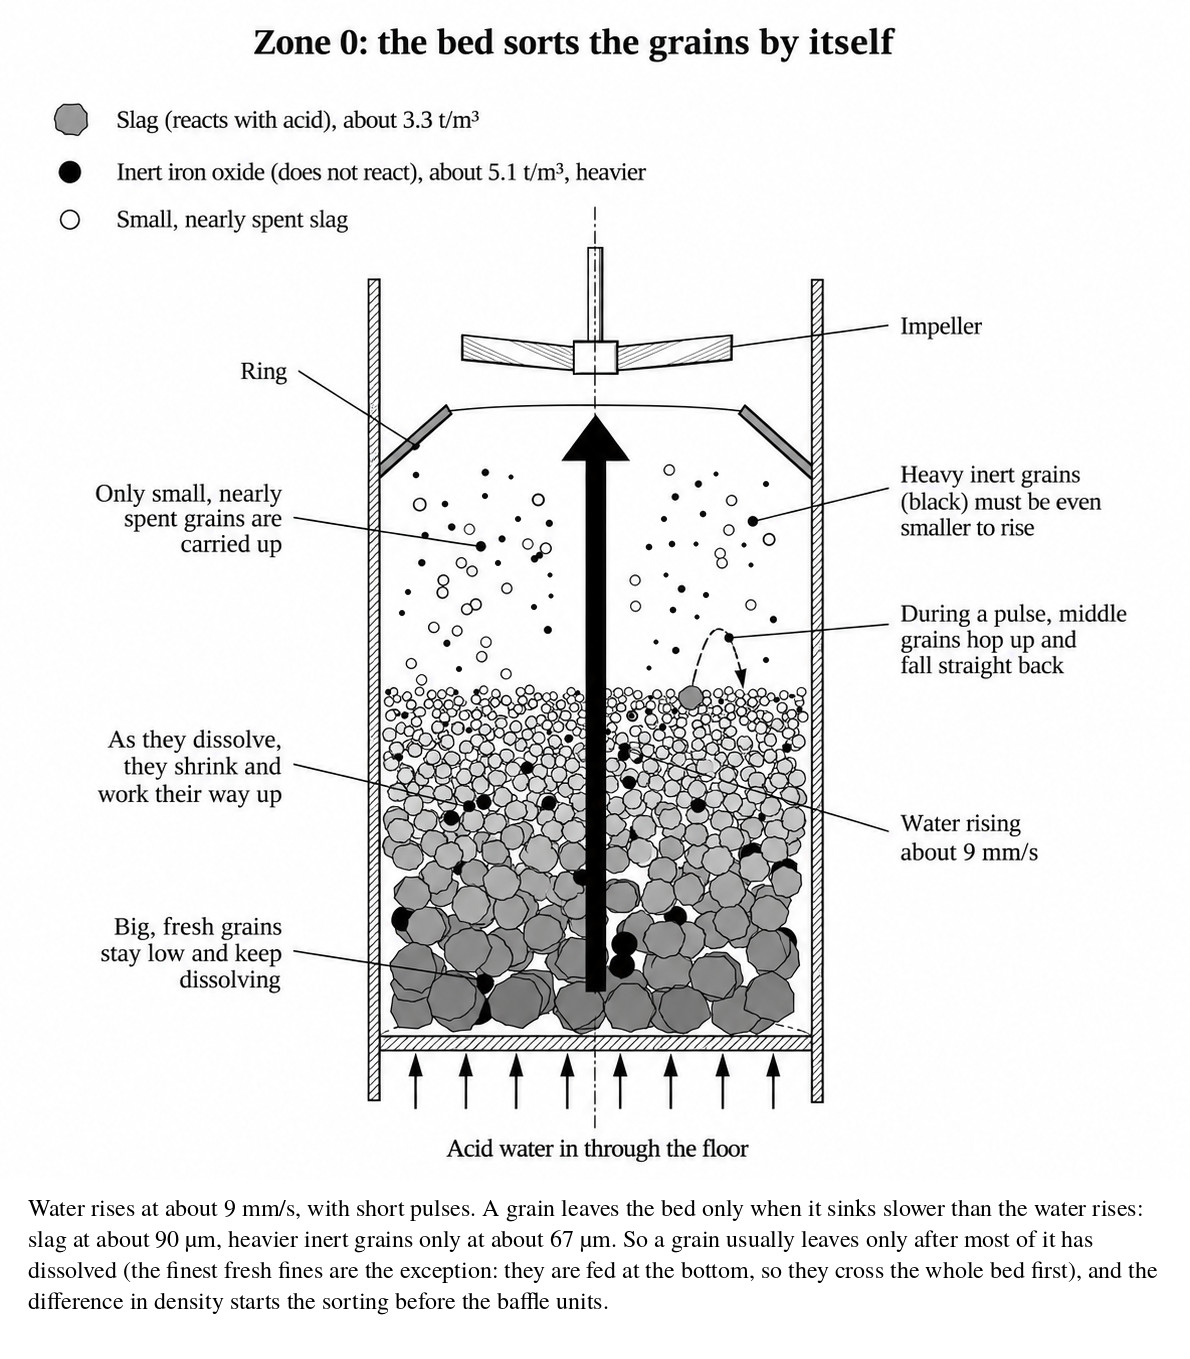 Zone 0: the bed sorts the grains by itself
Slag (reacts with acid), about 3.3 t/m³
Inert iron oxide (does not react), about 5.1 t/m³, heavier
Small, nearly spent slag
Impeller
Ring
Only small, nearly
spent grains are
carried up
Heavy inert grains
(black) must be even
smaller to rise
During a pulse, middle
grains hop up and
fall straight back
As they dissolve,
they shrink and
work their way up
Water rising
about 9 mm/s
Big, fresh grains
stay low and keep
dissolving
Acid water in through the floor
Water rises at about 9 mm/s, with short pulses. A grain leaves the bed only when it sinks slower than the water rises:
slag at about 90 µm, heavier inert grains only at about 67 µm. So a grain usually leaves only after most of it has
dissolved (the finest fresh fines are the exception: they are fed at the bottom, so they cross the whole bed first), and the
difference in density starts the sorting before the baffle units.